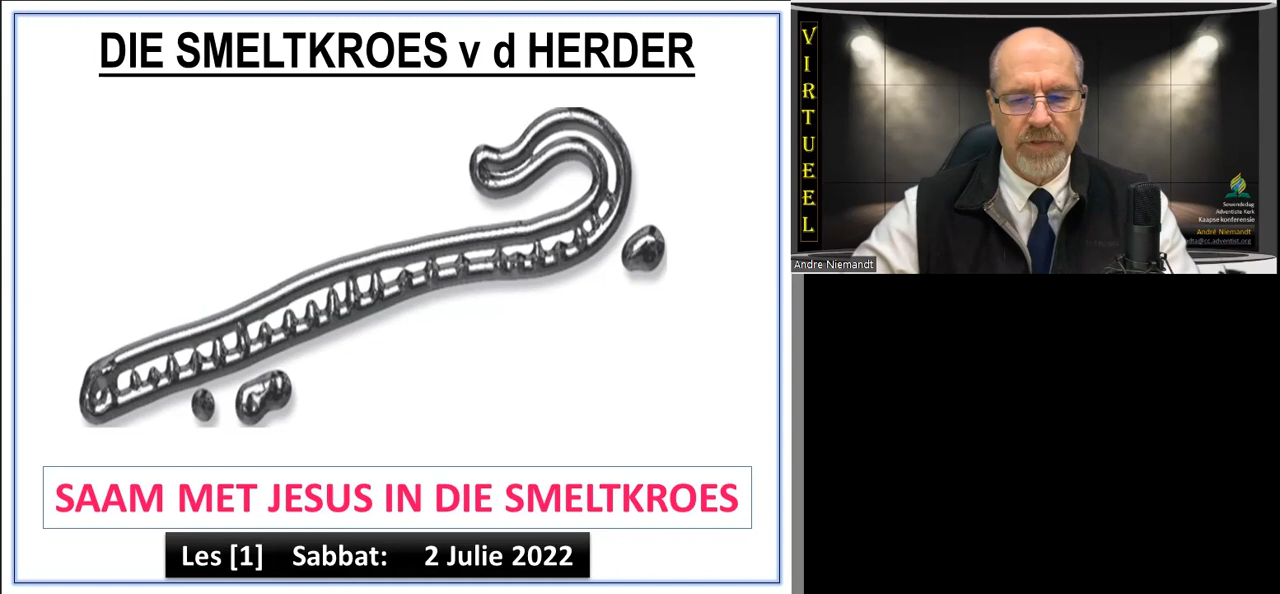 DIE SMELTKROES v d HERDER
SAAM MET JESUS IN DIE SMELTKROES
Les [1] Sabbat: 2 Julie 2022
VIRTUEEL
Sewendedag
Adventiste Kerk
Kaapse konferensie
André Niemandt
Andre Niemandt